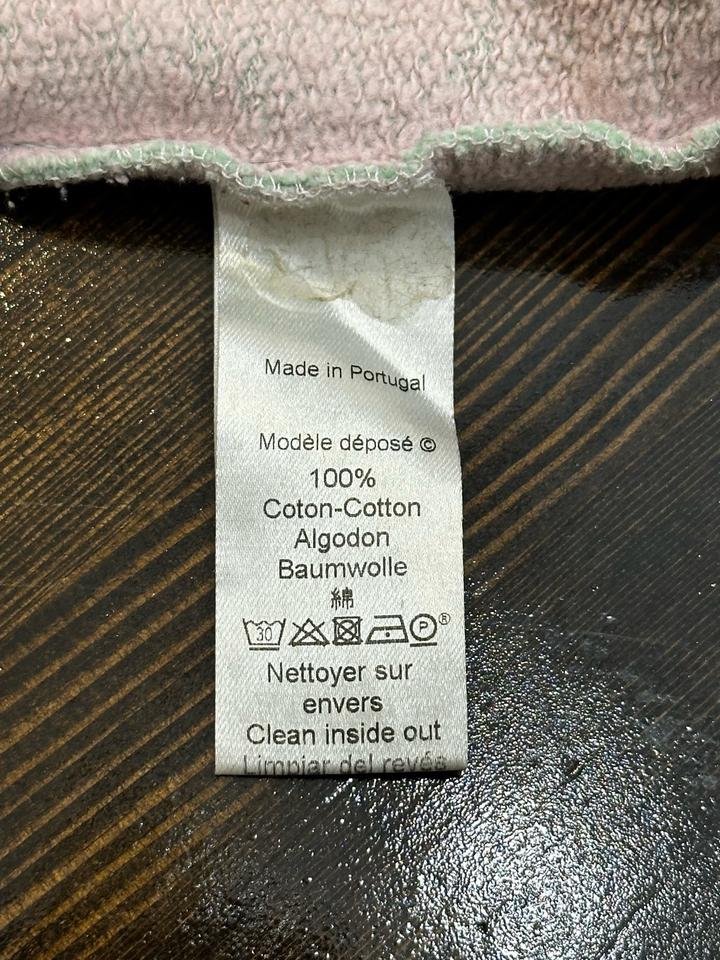 Made in Portugal
Modèle déposé ©
100%
Coton-Cotton
Algodon
Baumwolle
綿
30 P ®
Nettoyer sur
envers
Clean inside out
Limpiar del revés